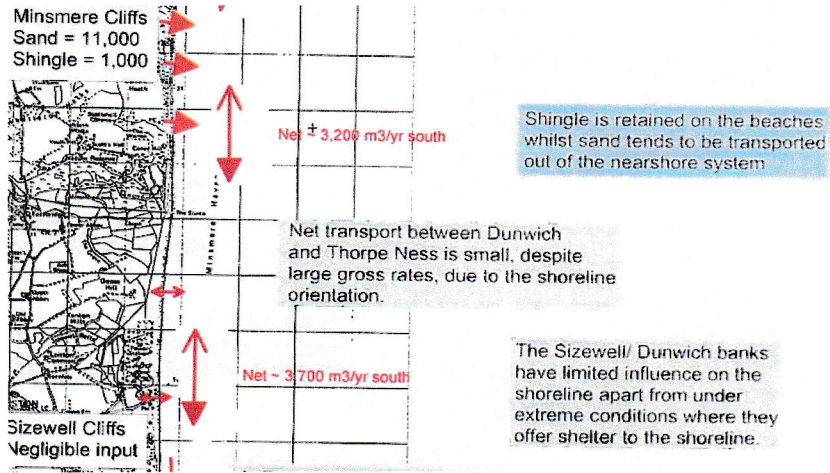 Minsmere Cliffs
Sand = 11,000
Shingle = 1,000
Net ~ 3,200 m3/yr south
Shingle is retained on the beaches
whilst sand tends to be transported
out of the nearshore system
The Sluice
Minsmere Haven
Net transport between Dunwich
and Thorpe Ness is small, despite
large gross rates, due to the shoreline
orientation.
Net ~ 3,700 m3/yr south
The Sizewell/ Dunwich banks
have limited influence on the
shoreline apart from under
extreme conditions where they
offer shelter to the shoreline.
Sizewell Cliffs
Negligible input